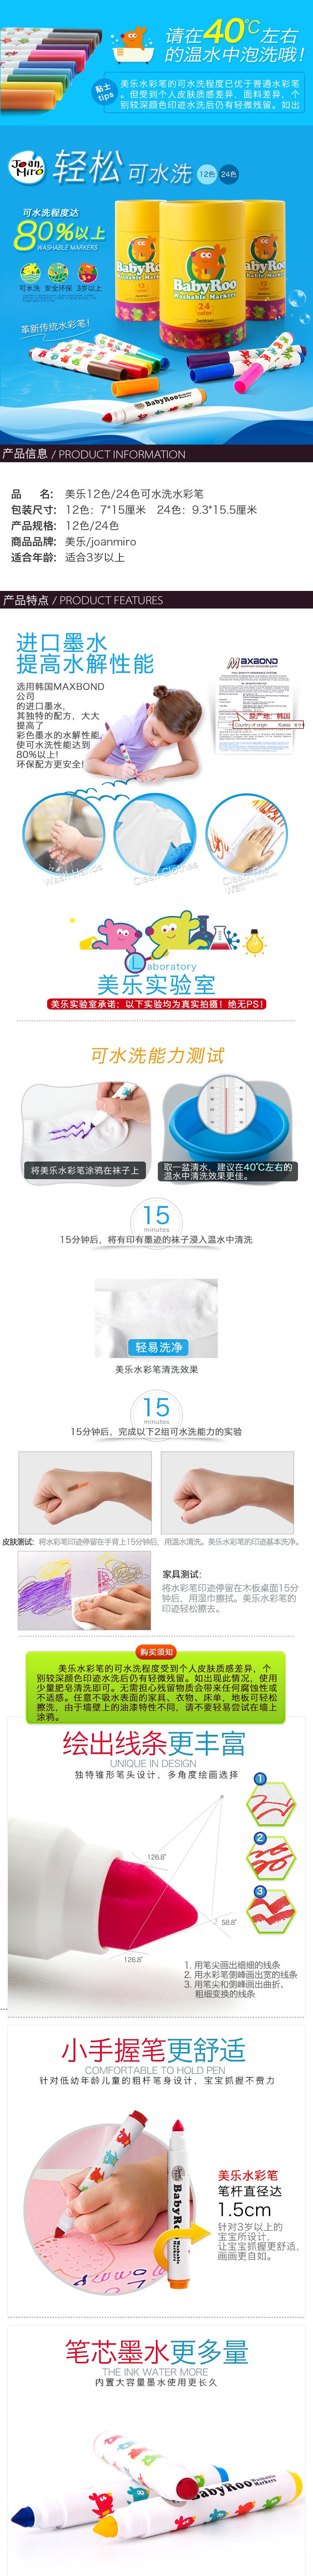 请在40℃左右
的温水中泡洗哦！
贴士
tips
美乐水彩笔的可水洗程度已优于普通水彩笔
。但受到个人皮肤质感差异，面料差异，个
别较深颜色印迹水洗后仍有轻微残留。如出
Joan
Miro
轻松可水洗
12色
24色
可水洗程度达
80%以上
WASHABLE MARKERS
3+
可水洗
安全环保
3岁以上
革新传统水彩笔！
BabyRoo
Washable Markers
12
color
BabyRoo
Washable Markers
24
color
BabyRoo
产品信息 / PRODUCT INFORMATION
品　　名：　美乐12色/24色可水洗水彩笔
包装尺寸：　12色：7*15厘米　24色：9.3*15.5厘米
产品规格：　12色/24色
商品品牌：　美乐/joanmiro
适合年龄：　适合3岁以上
产品特点 / PRODUCT FEATURES
进口墨水
提高水解性能
选用韩国MAXBOND
公司
的进口墨水，
其独特的配方，大大
提高了
彩色墨水的水解性能，
使可水洗性能达到
80%以上！
环保配方更安全！
MAXBOND
原产地：韩国
Country of origin
Korea
Wash Hands
Clean Clothes
Clean The
Wall
Laboratory
美乐实验室
美乐实验室承诺：以下实验均为真实拍摄！绝无PS！
可水洗能力测试
将美乐水彩笔涂鸦在袜子上
取一盆清水，建议在40℃左右的
温水中清洗效果更佳。
15
minutes
15分钟后，将有印有墨迹的袜子浸入温水中清洗
轻易洗净
美乐水彩笔清洗效果
15
minutes
15分钟后，完成以下2组可水洗能力的实验
皮肤测试：将水彩笔印迹停留在手背上15分钟后，用温水清洗。美乐水彩笔的印迹基本洗净。
家具测试：
将水彩笔印迹停留在木板桌面15分
钟后，用湿巾擦拭。美乐水彩笔的
印迹轻松擦去。
购买须知
美乐水彩笔的可水洗程度受到个人皮肤质感差异，个
别较深颜色印迹水洗后仍有轻微残留。如出现此情况，使用
少量肥皂清洗即可。无需担心残留物质会带来任何腐蚀性或
不适感。任意不吸水表面的家具、衣物、床单，地板可轻松
擦洗，由于墙壁上的油漆特性不同，请不要轻易尝试在墙上
涂鸦。
绘出线条更丰富
UNIQUE IN DESIGN
独特锥形笔头设计，多角度绘画选择
1
2
3
126.8°
58.8°
126.8°
1. 用笔尖画出细细的线条
2. 用水彩笔侧峰画出宽的线条
3. 用笔尖和侧峰画出曲折、
粗细变换的线条
小手握笔更舒适
COMFORTABLE TO HOLD PEN
针对低幼年龄儿童的粗杆笔身设计，宝宝抓握不费力
BabyRoo
Washable
Markers
美乐水彩笔
笔杆直径达
1.5cm
针对3岁以上的
宝宝所设计，
让宝宝抓握更舒适，
画画更自如。
笔芯墨水更多量
THE INK WATER MORE
内置大容量墨水使用更长久
BabyRoo
Washable
Markers